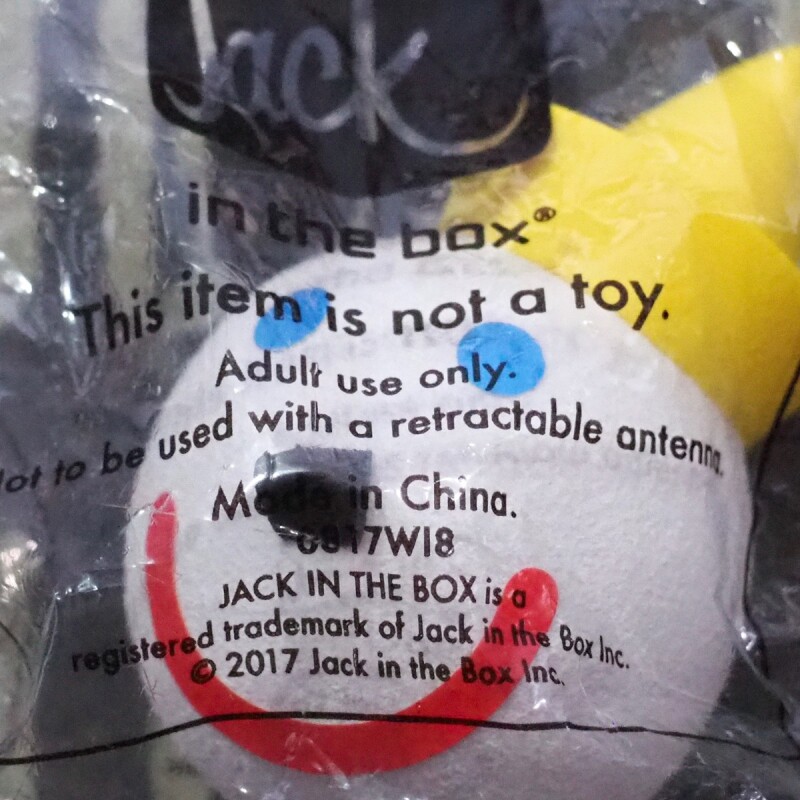 Jack
in the box®
This item is not a toy.
Adult use only.
Not to be used with a retractable antenna.
Made in China.
0817WI8
JACK IN THE BOX is a
registered trademark of Jack in the Box Inc.
© 2017 Jack in the Box Inc.